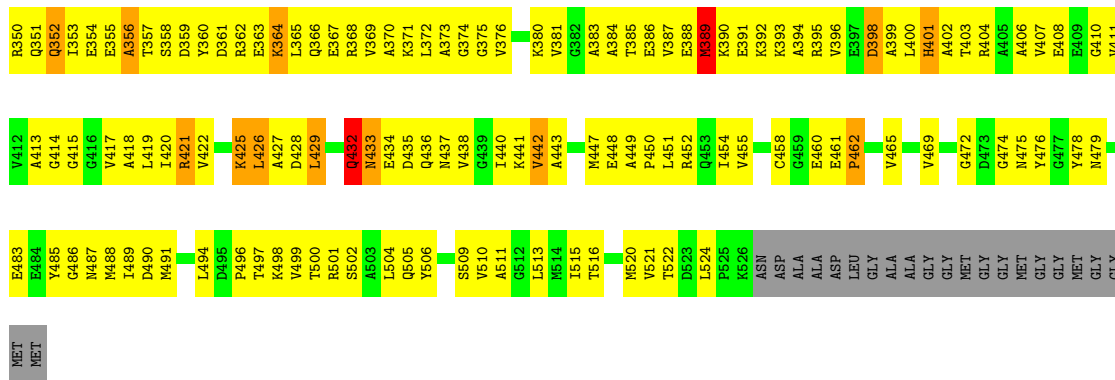 R350 Q351 Q352 I353 E354 E355 A356 T357 S358 D359 Y360 D361 R362 E363 K364 L365 Q366 E367 R368 V369 A370 K371 L372 A373 G374 G375 V376 K380 V381 G382 A383 A384 T385 E386 V387 E388 M389 K390 E391 K392 K393 A394 R395 V396 E397 D398 A399 L400 H401 A402 T403 R404 A405 A406 V407 E408 E409 G410 V411
V412 A413 G414 G415 G416 V417 A418 L419 I420 R421 V422 K425 L426 A427 D428 L429 Q432 N433 E434 D435 Q436 N437 V438 G439 I440 K441 V442 A443 M447 E448 A449 P450 L451 R452 Q453 I454 V455 C458 G459 E460 E461 P462 V465 V469 G472 D473 G474 N475 Y476 G477 Y478 N479
E483 E484 Y485 G486 N487 M488 I489 D490 M491 L494 D495 P496 T497 K498 V499 T500 R501 S502 A503 L504 Q505 Y506 S509 V510 A511 G512 L513 M514 I515 T516 M520 V521 T522 D523 L524 P525 K526 ASN ASP ALA ALA ASP LEU GLY ALA ALA GLY GLY MET GLY GLY MET GLY GLY MET GLY GLY
MET MET